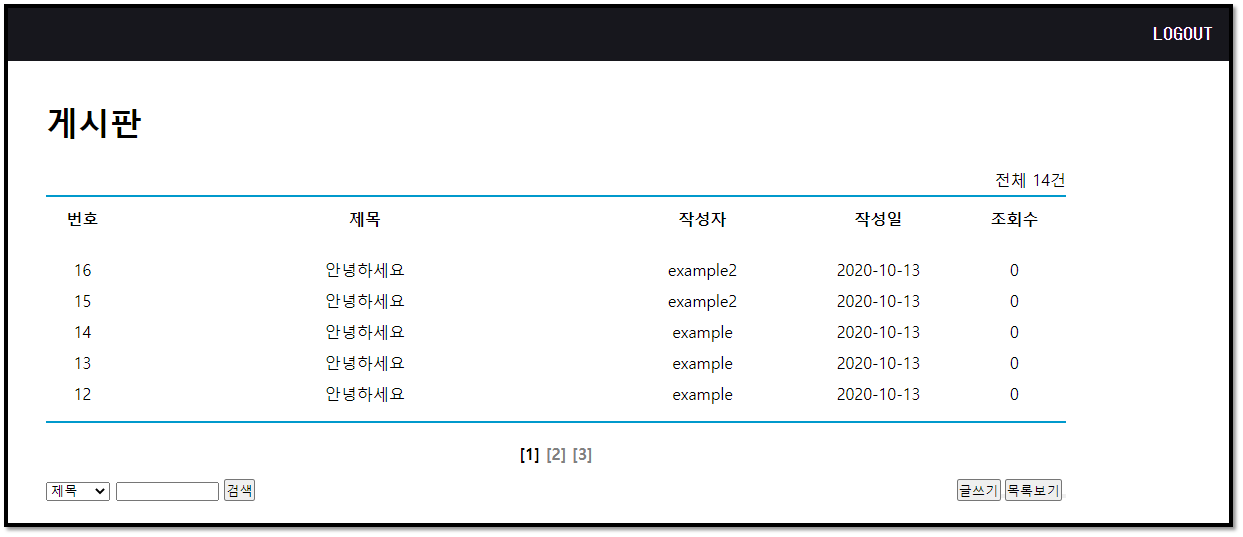 LOGOUT
게시판
전체 14건
번호 제목 작성자 작성일 조회수
16 안녕하세요 example2 2020-10-13 0
15 안녕하세요 example2 2020-10-13 0
14 안녕하세요 example 2020-10-13 0
13 안녕하세요 example 2020-10-13 0
12 안녕하세요 example 2020-10-13 0
[1] [2] [3]
제목 검색 글쓰기 목록보기